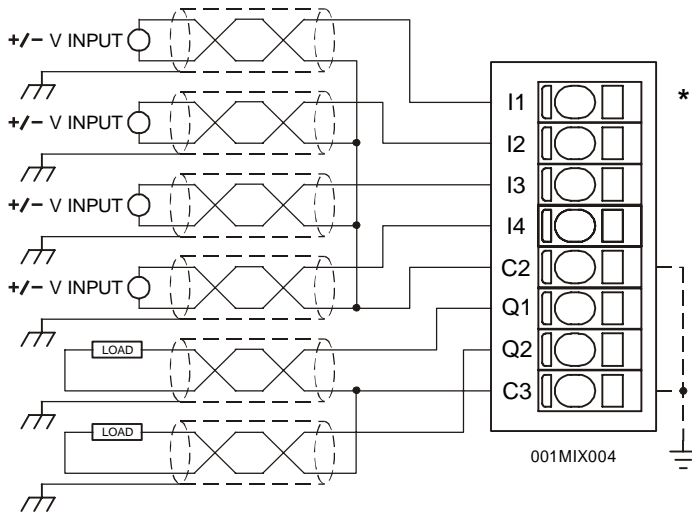 +/– V INPUT
+/– V INPUT
+/– V INPUT
+/– V INPUT
LOAD
LOAD
I1
I2
I3
I4
C2
Q1
Q2
C3
*
001MIX004